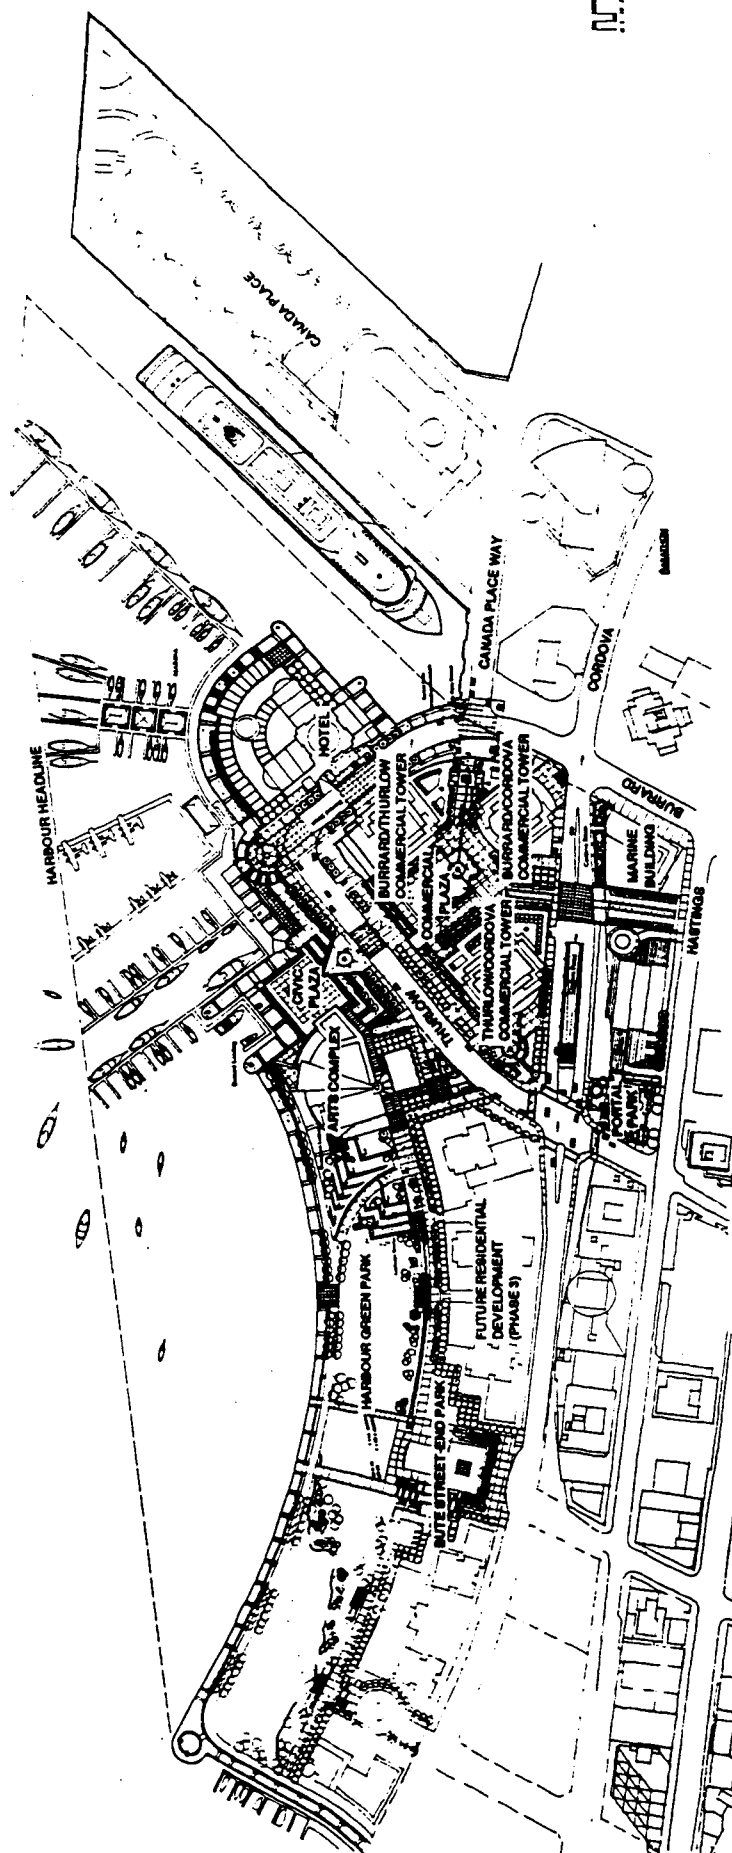 HARBOUR HEADLINE
CANADA PLACE
MARINA
HOTEL
CANADA PLACE WAY
CORDOVA
BURRARD
BURRARD/THURLOW
COMMERCIAL TOWER
COMMERCIAL
PLAZA
BURRARD/CORDOVA
COMMERCIAL TOWER
THURLOW/CORDOVA
COMMERCIAL TOWER
MARINE
BUILDING
HASTINGS
CIVIC
PLAZA
THURLOW
ARTS COMPLEX
PORTAL
PARK
HARBOUR GREEN PARK
FUTURE RESIDENTIAL
DEVELOPMENT
(PHASE 3)
BUTE STREET-END PARK